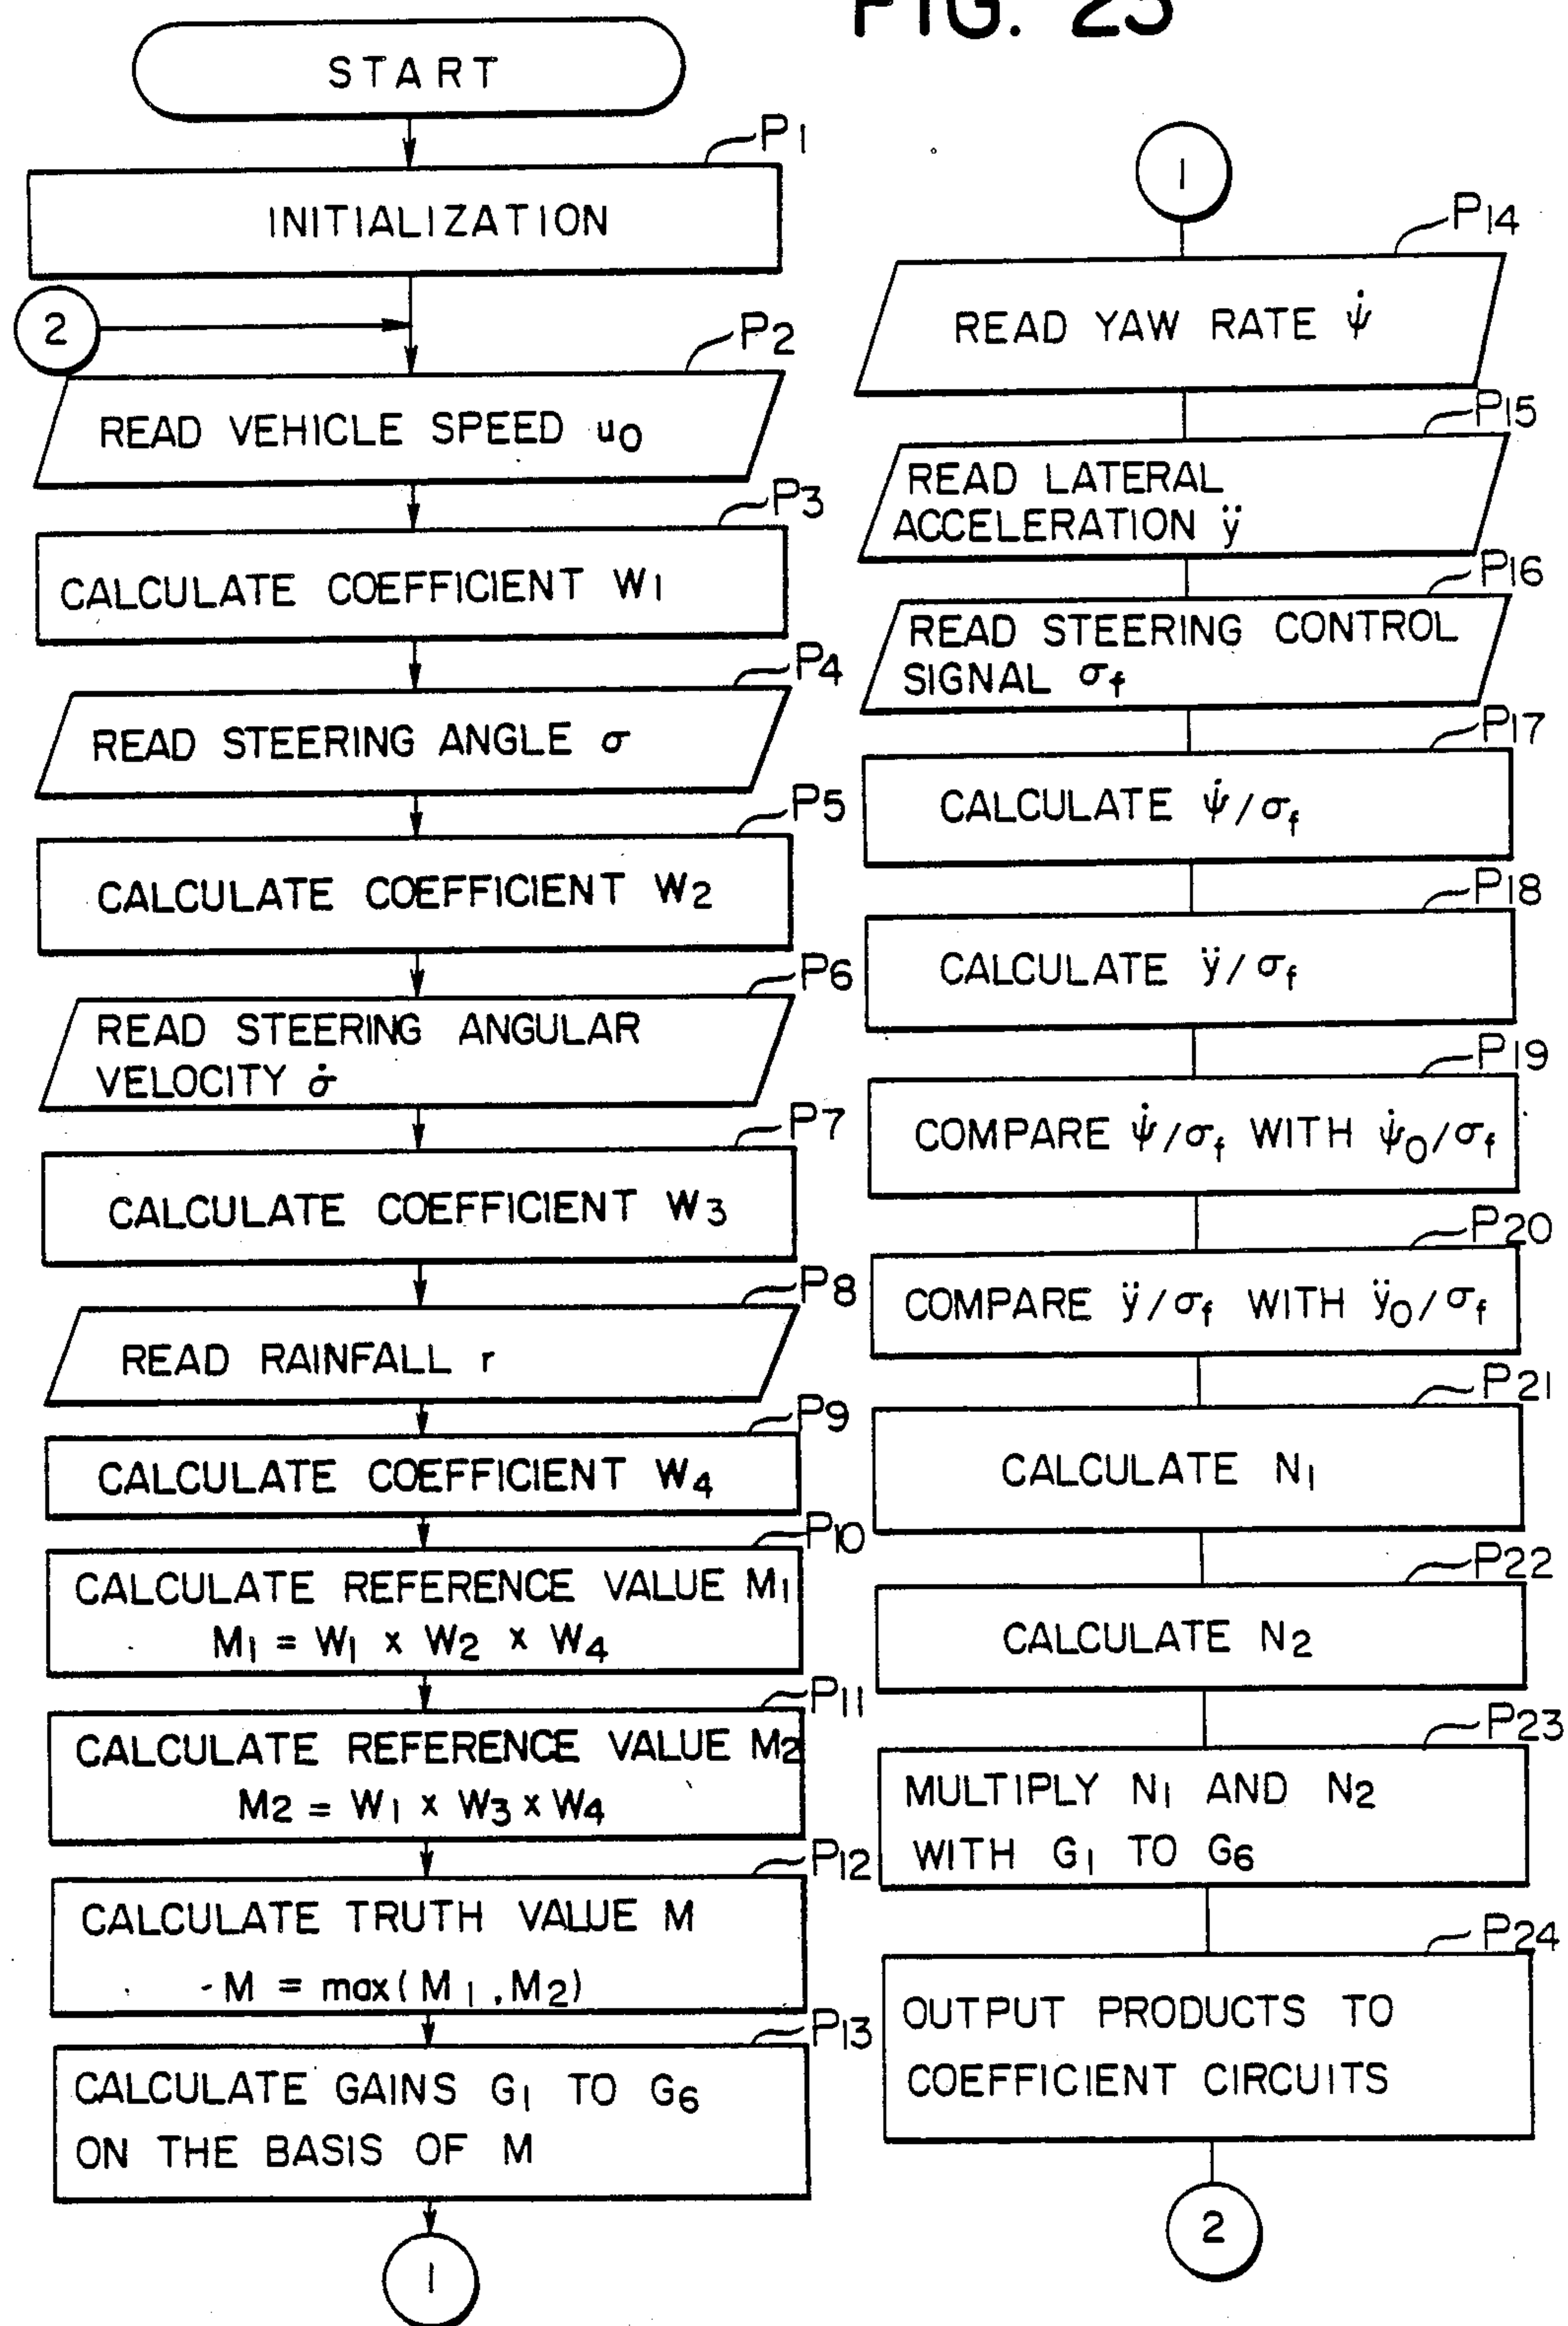 FIG. 23
START
P1
INITIALIZATION
2
P2
READ VEHICLE SPEED u0
P3
CALCULATE COEFFICIENT W1
P4
READ STEERING ANGLE σ
P5
CALCULATE COEFFICIENT W2
P6
READ STEERING ANGULAR
VELOCITY σ̇
P7
CALCULATE COEFFICIENT W3
P8
READ RAINFALL r
P9
CALCULATE COEFFICIENT W4
P10
CALCULATE REFERENCE VALUE M1
M1 = W1 x W2 x W4
P11
CALCULATE REFERENCE VALUE M2
M2 = W1 x W3 x W4
P12
CALCULATE TRUTH VALUE M
M = max(M1, M2)
P13
CALCULATE GAINS G1 TO G6
ON THE BASIS OF M
1
1
P14
READ YAW RATE ψ̇
P15
READ LATERAL
ACCELERATION ÿ
P16
READ STEERING CONTROL
SIGNAL σf
P17
CALCULATE ψ̇/σf
P18
CALCULATE ÿ/σf
P19
COMPARE ψ̇/σf WITH ψ̇0/σf
P20
COMPARE ÿ/σf WITH ÿ0/σf
P21
CALCULATE N1
P22
CALCULATE N2
P23
MULTIPLY N1 AND N2
WITH G1 TO G6
P24
OUTPUT PRODUCTS TO
COEFFICIENT CIRCUITS
2